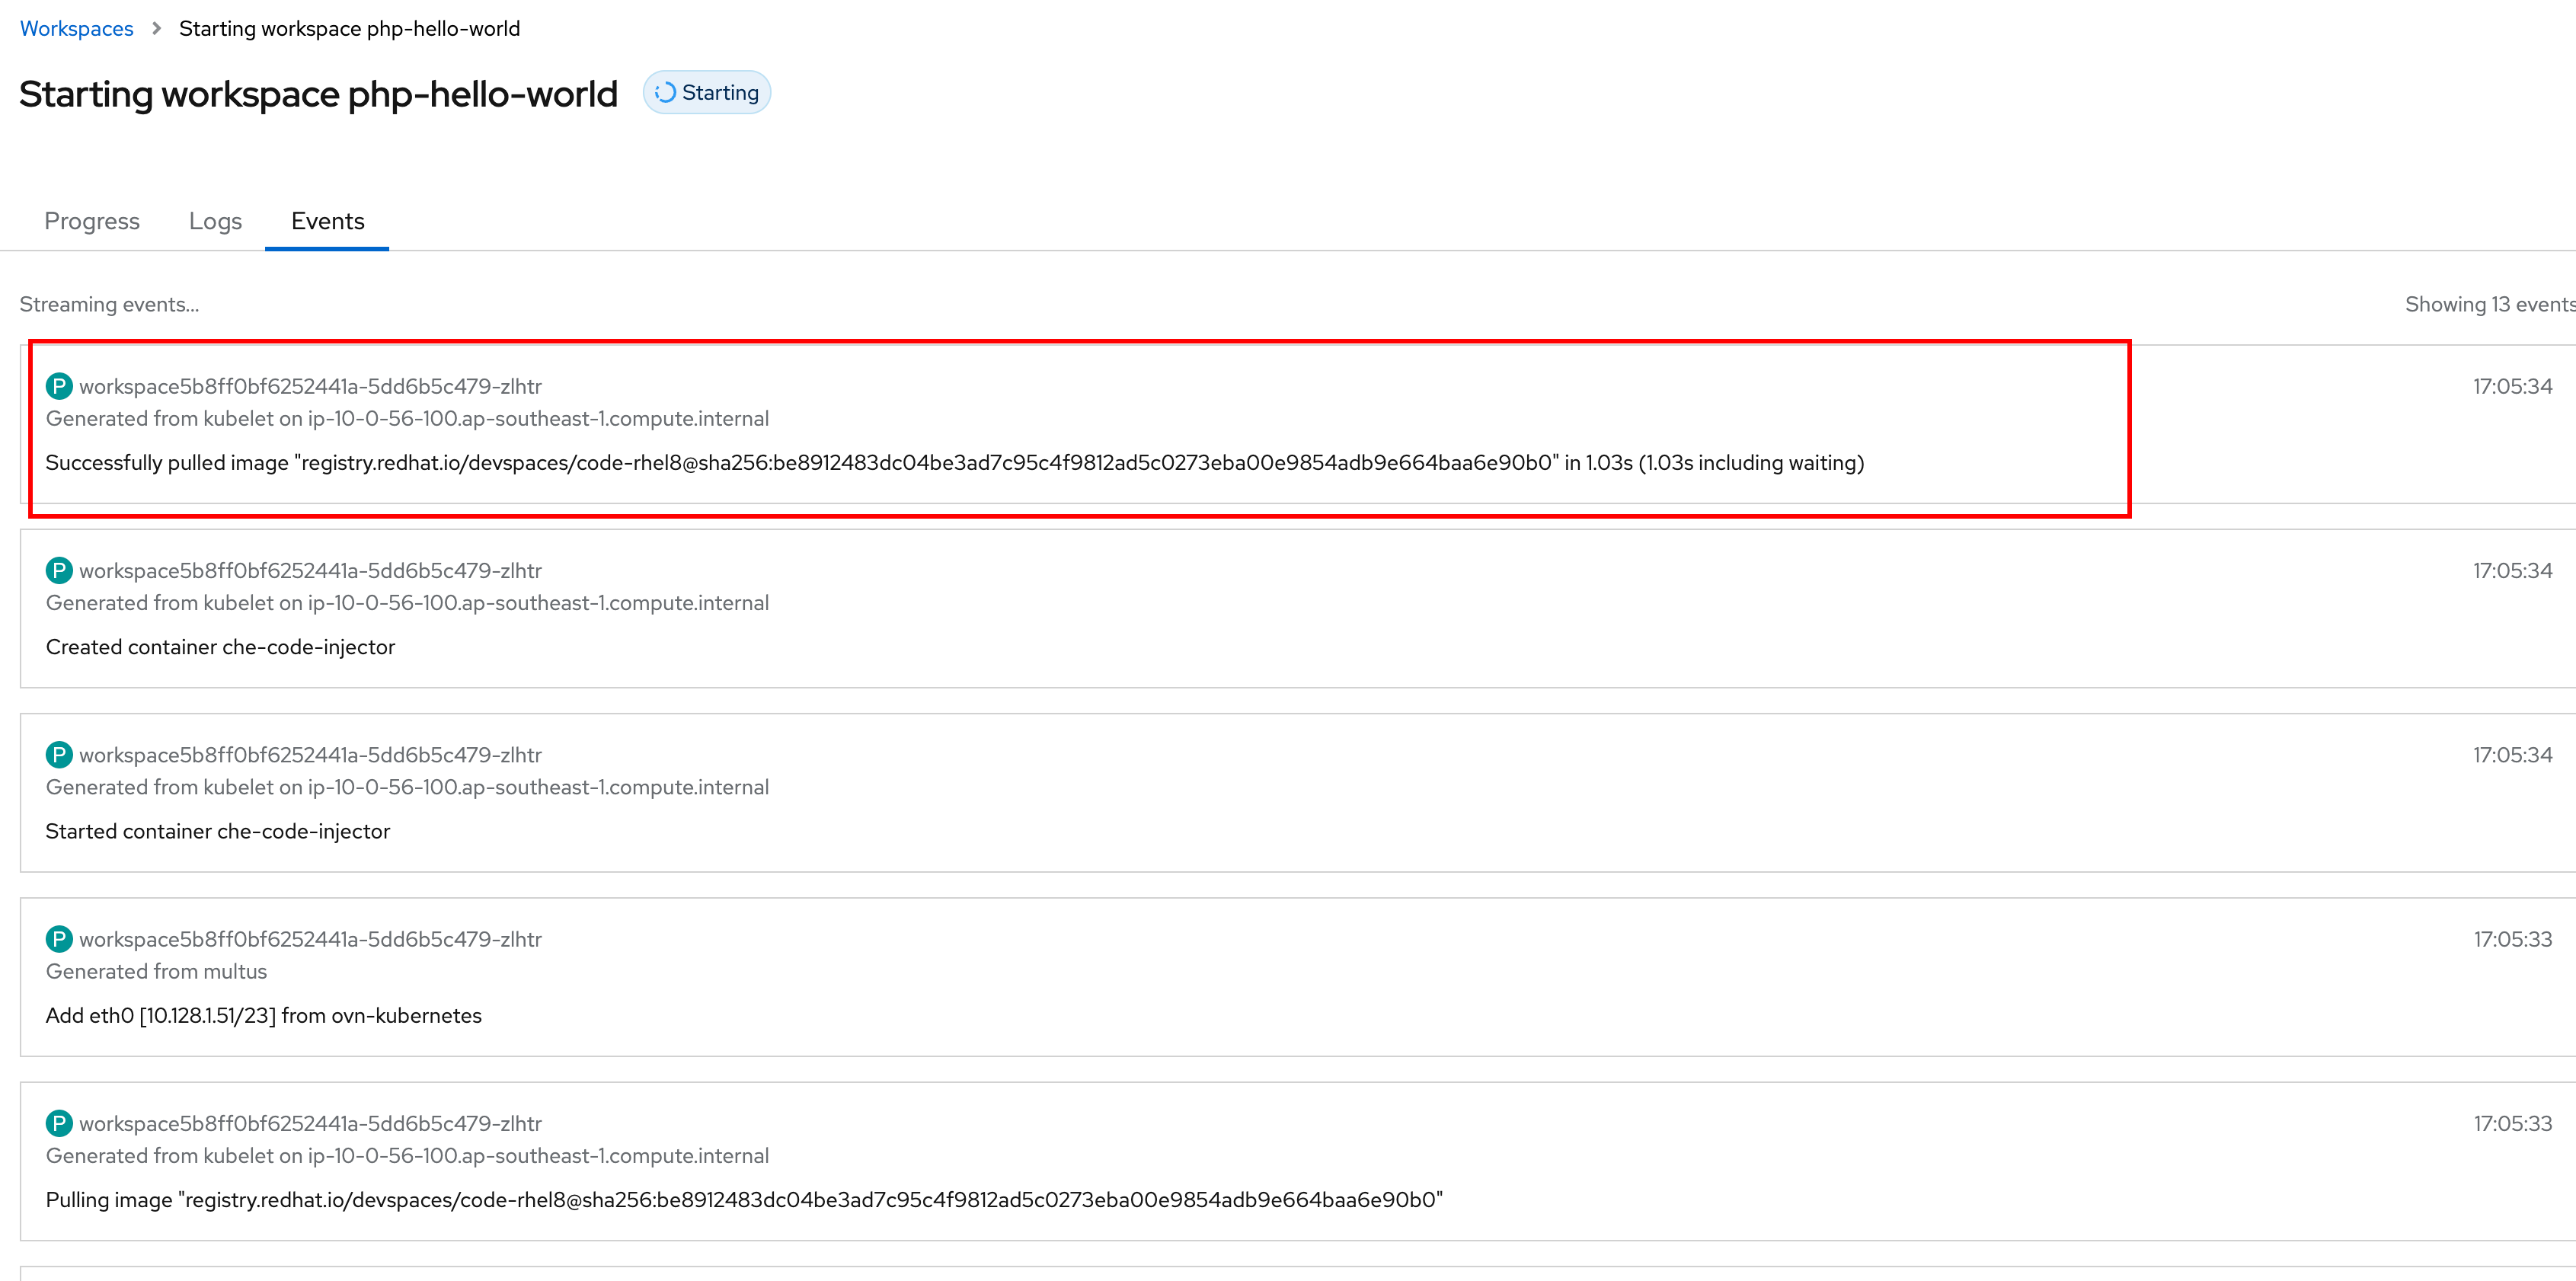 Workspaces > Starting workspace php-hello-world
Starting workspace php-hello-world Starting
Progress Logs Events
Streaming events... Showing 13 events
P workspace5b8ff0bf6252441a-5dd6b5c479-zlhtr 17:05:34
Generated from kubelet on ip-10-0-56-100.ap-southeast-1.compute.internal
Successfully pulled image "registry.redhat.io/devspaces/code-rhel8@sha256:be8912483dc04be3ad7c95c4f9812ad5c0273eba00e9854adb9e664baa6e90b0" in 1.03s (1.03s including waiting)
P workspace5b8ff0bf6252441a-5dd6b5c479-zlhtr 17:05:34
Generated from kubelet on ip-10-0-56-100.ap-southeast-1.compute.internal
Created container che-code-injector
P workspace5b8ff0bf6252441a-5dd6b5c479-zlhtr 17:05:34
Generated from kubelet on ip-10-0-56-100.ap-southeast-1.compute.internal
Started container che-code-injector
P workspace5b8ff0bf6252441a-5dd6b5c479-zlhtr 17:05:33
Generated from multus
Add eth0 [10.128.1.51/23] from ovn-kubernetes
P workspace5b8ff0bf6252441a-5dd6b5c479-zlhtr 17:05:33
Generated from kubelet on ip-10-0-56-100.ap-southeast-1.compute.internal
Pulling image "registry.redhat.io/devspaces/code-rhel8@sha256:be8912483dc04be3ad7c95c4f9812ad5c0273eba00e9854adb9e664baa6e90b0"